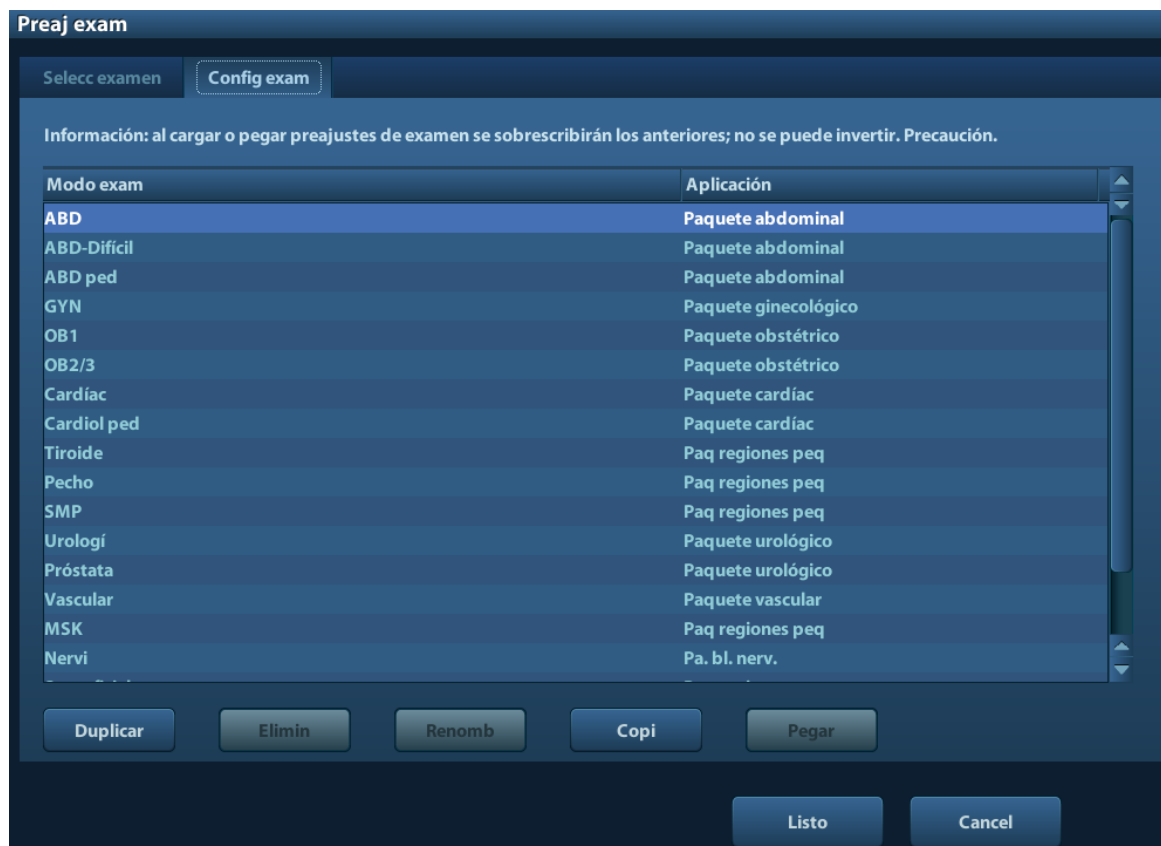 Preaj exam
Selecc examen Config exam
Información: al cargar o pegar preajustes de examen se sobrescribirán los anteriores; no se puede invertir. Precaución.
Modo exam Aplicación
ABD Paquete abdominal
ABD-Difícil Paquete abdominal
ABD ped Paquete abdominal
GYN Paquete ginecológico
OB1 Paquete obstétrico
OB2/3 Paquete obstétrico
Cardíac Paquete cardíac
Cardiol ped Paquete cardíac
Tiroide Paq regiones peq
Pecho Paq regiones peq
SMP Paq regiones peq
Urologí Paquete urológico
Próstata Paquete urológico
Vascular Paquete vascular
MSK Paq regiones peq
Nervi Pa. bl. nerv.
Duplicar Elimin Renomb Copi Pegar
Listo Cancel